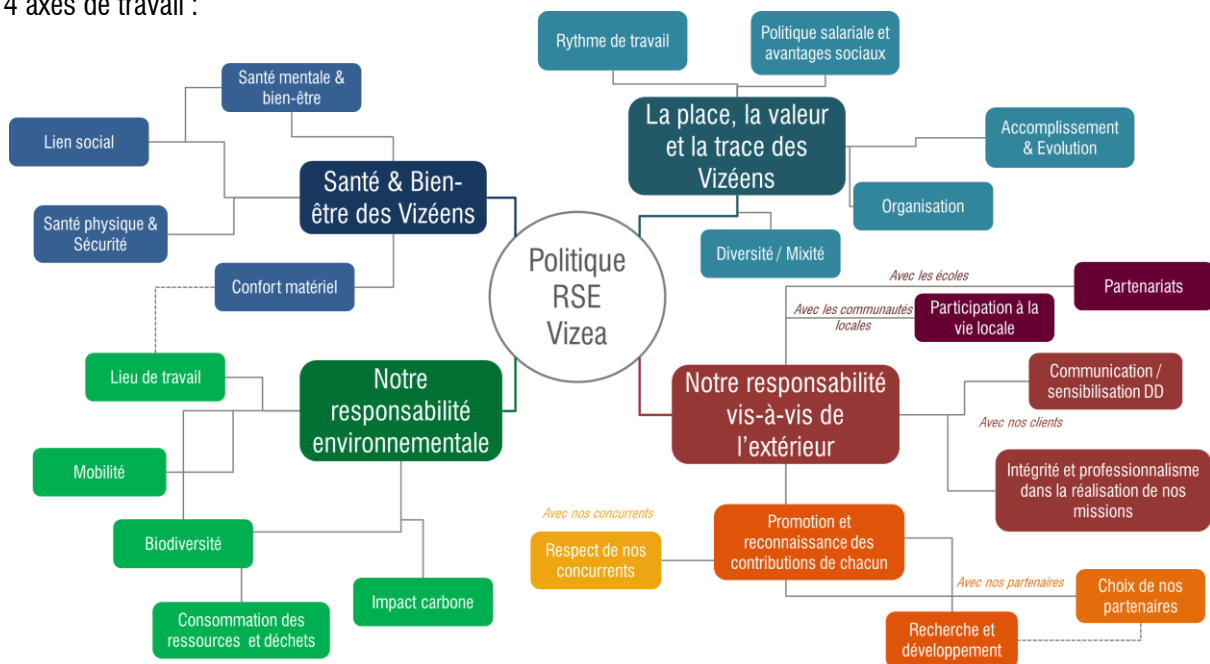 4 axes de travail :
Rythme de travail
Politique salariale et
avantages sociaux
Santé mentale &
bien-être
Lien social
La place, la valeur
et la trace des
Vizéens
Accomplissement
& Evolution
Santé & Bien-
être des Vizéens
Santé physique &
Sécurité
Organisation
Diversité / Mixité
Confort matériel
Politique
RSE
Vizea
Avec les écoles
Partenariats
Avec les communautés
locales
Participation à la
vie locale
Lieu de travail
Notre
responsabilité
environnementale
Notre responsabilité
vis-à-vis de
l'extérieur
Communication /
sensibilisation DD
Avec nos clients
Mobilité
Intégrité et professionnalisme
dans la réalisation de nos
missions
Biodiversité
Avec nos concurrents
Respect de nos
concurrents
Promotion et
reconnaissance des
contributions de chacun
Avec nos partenaires
Choix de nos
partenaires
Impact carbone
Consommation des
ressources et déchets
Recherche et
développement